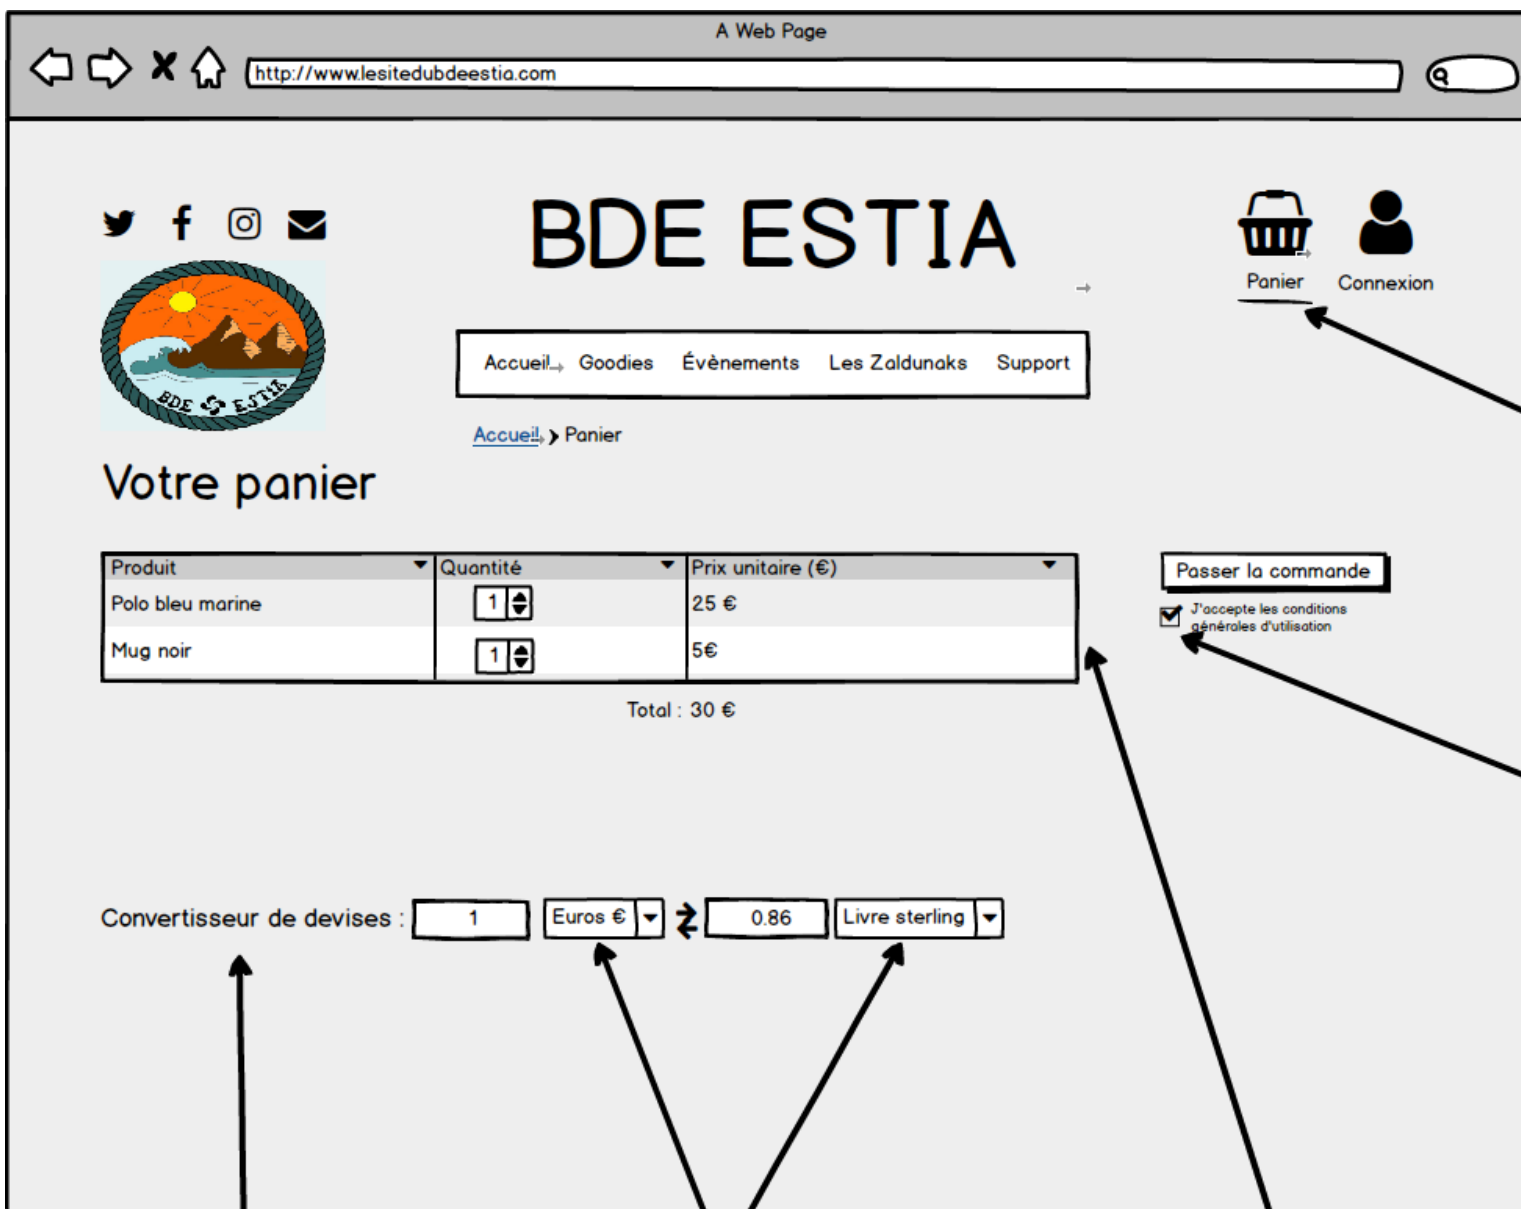 A Web Page
http://www.lesitedubdeestia.com
BDE ESTIA
Panier
Connexion
BDE ESTIA
Accueil Goodies Évènements Les Zaldunaks Support
Accueil Panier
Votre panier
Produit Quantité Prix unitaire (€)
Polo bleu marine 1 25 €
Mug noir 1 5€
Total : 30 €
Passer la commande
J'accepte les conditions
générales d'utilisation
Convertisseur de devises : 1 Euros € 0.86 Livre sterling